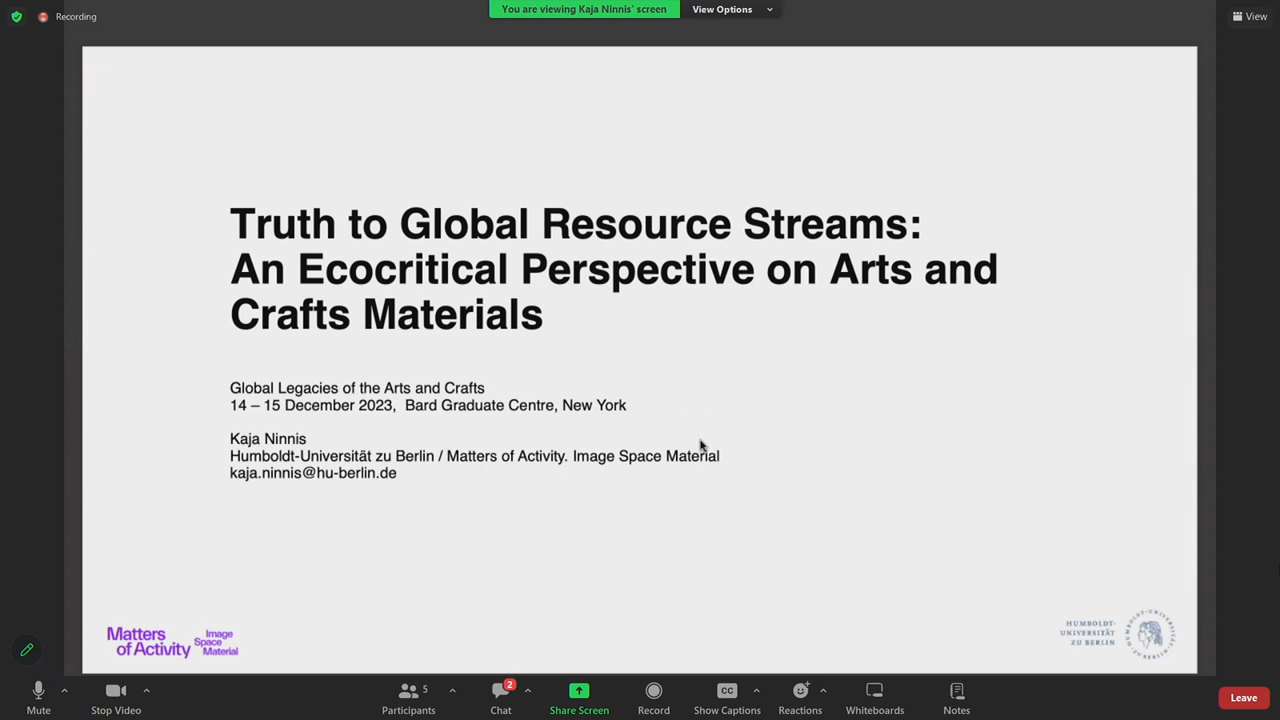 Recording
You are viewing Kaja Ninnis' screen
View Options
View
Truth to Global Resource Streams:
An Ecocritical Perspective on Arts and
Crafts Materials
Global Legacies of the Arts and Crafts
14 – 15 December 2023, Bard Graduate Centre, New York
Kaja Ninnis
Humboldt-Universität zu Berlin / Matters of Activity. Image Space Material
kaja.ninnis@hu-berlin.de
Matters
of Activity
Image
Space
Material
HUMBOLDT-
UNIVERSITÄT
ZU BERLIN
HUMBOLDT-UNIVERSITÄT
ZU BERLIN
Mute
Stop Video
Participants
5
Chat
2
Share Screen
Record
CC
Show Captions
Reactions
Whiteboards
Notes
Leave